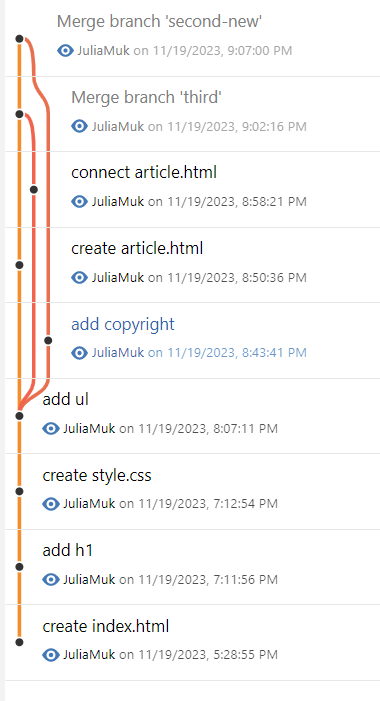 Merge branch 'second-new'
JuliaMuk on 11/19/2023, 9:07:00 PM
Merge branch 'third'
JuliaMuk on 11/19/2023, 9:02:16 PM
connect article.html
JuliaMuk on 11/19/2023, 8:58:21 PM
create article.html
JuliaMuk on 11/19/2023, 8:50:36 PM
add copyright
JuliaMuk on 11/19/2023, 8:43:41 PM
add ul
JuliaMuk on 11/19/2023, 8:07:11 PM
create style.css
JuliaMuk on 11/19/2023, 7:12:54 PM
add h1
JuliaMuk on 11/19/2023, 7:11:56 PM
create index.html
JuliaMuk on 11/19/2023, 5:28:55 PM